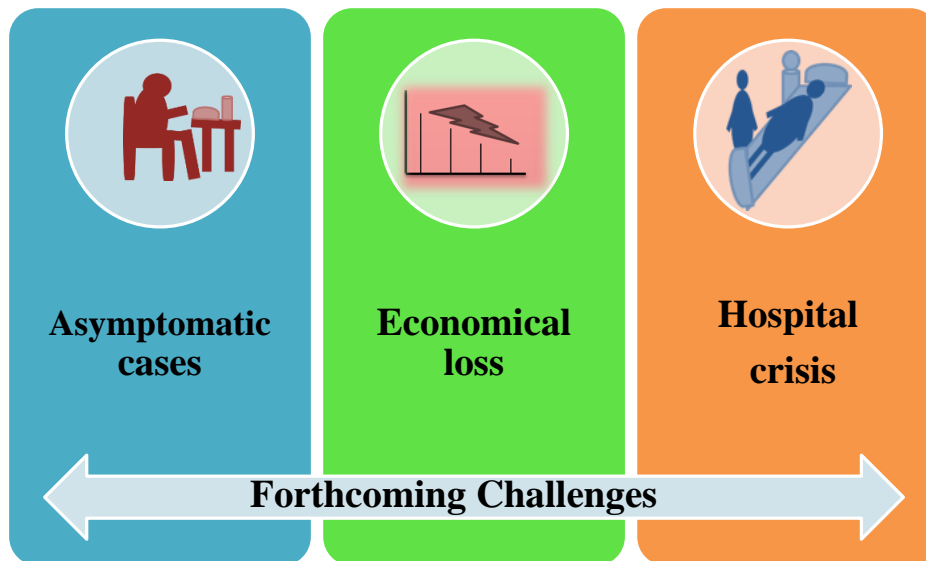 Asymptomatic
cases
Economical
loss
Hospital
crisis
Forthcoming Challenges